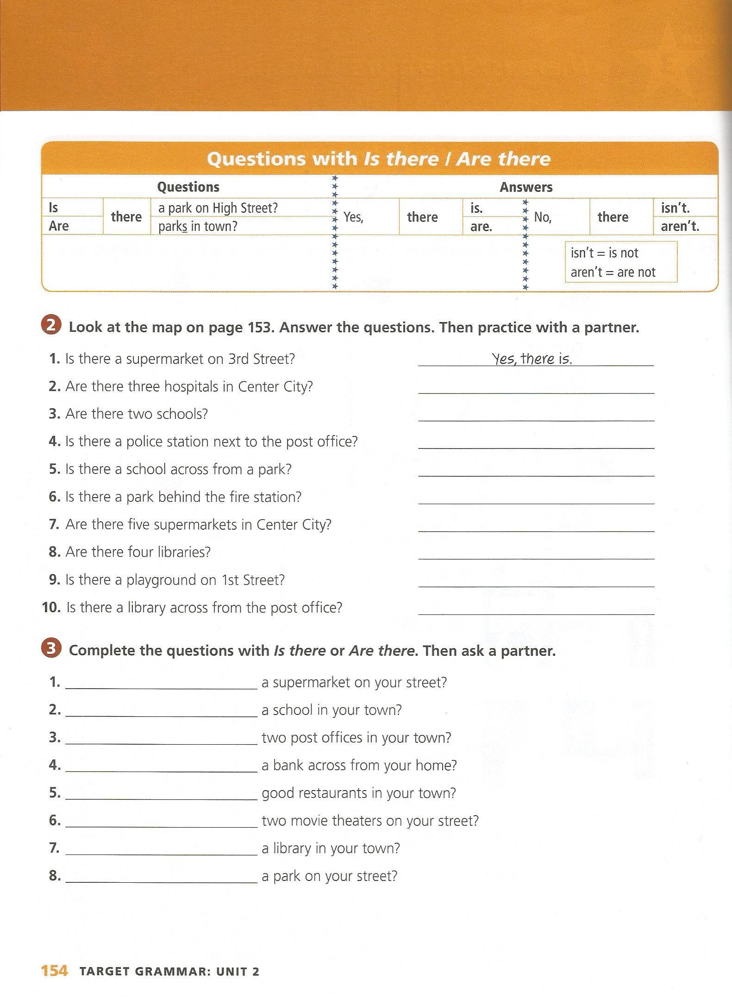 Questions with Is there / Are there
Questions Answers
Is there a park on High Street? Yes, there is. No, there isn't.
Are parks in town? are. aren't.
isn't = is not
aren't = are not
2 Look at the map on page 153. Answer the questions. Then practice with a partner.
1. Is there a supermarket on 3rd Street? Yes, there is.
2. Are there three hospitals in Center City?
3. Are there two schools?
4. Is there a police station next to the post office?
5. Is there a school across from a park?
6. Is there a park behind the fire station?
7. Are there five supermarkets in Center City?
8. Are there four libraries?
9. Is there a playground on 1st Street?
10. Is there a library across from the post office?
3 Complete the questions with Is there or Are there. Then ask a partner.
1. a supermarket on your street?
2. a school in your town?
3. two post offices in your town?
4. a bank across from your home?
5. good restaurants in your town?
6. two movie theaters on your street?
7. a library in your town?
8. a park on your street?
154 TARGET GRAMMAR: UNIT 2